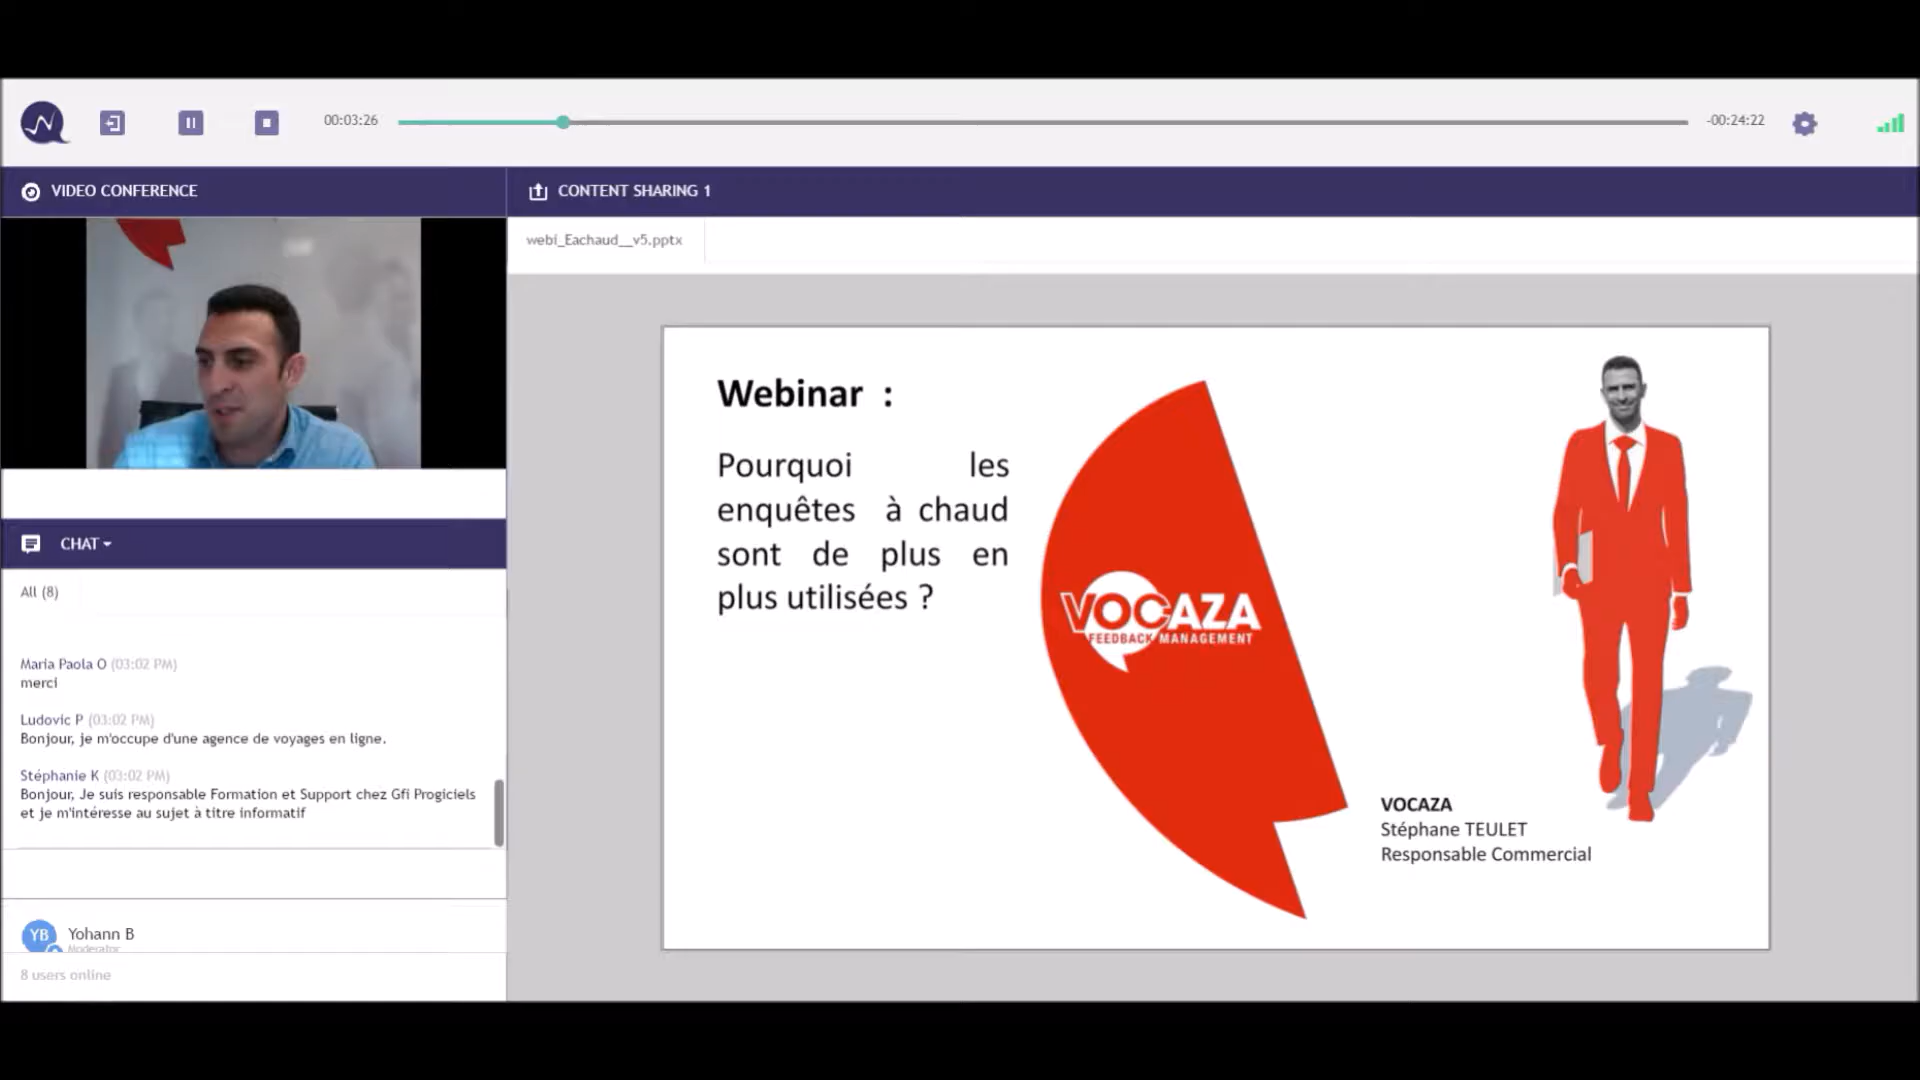 00:03:26
-00:24:22
VIDEO CONFERENCE
CONTENT SHARING 1
webi_Eachaud__v5.pptx
Webinar :
Pourquoi les
enquêtes à chaud
sont de plus en
plus utilisées ?
VOCAZA
FEEDBACK MANAGEMENT
VOCAZA
Stéphane TEULET
Responsable Commercial
CHAT
All (8)
Maria Paola O (03:02 PM)
merci
Ludovic P (03:02 PM)
Bonjour, je m'occupe d'une agence de voyages en ligne.
Stéphanie K (03:02 PM)
Bonjour, Je suis responsable Formation et Support chez Gfi Progiciels
et je m'intéresse au sujet à titre informatif
YB
Yohann B
Moderator
8 users online